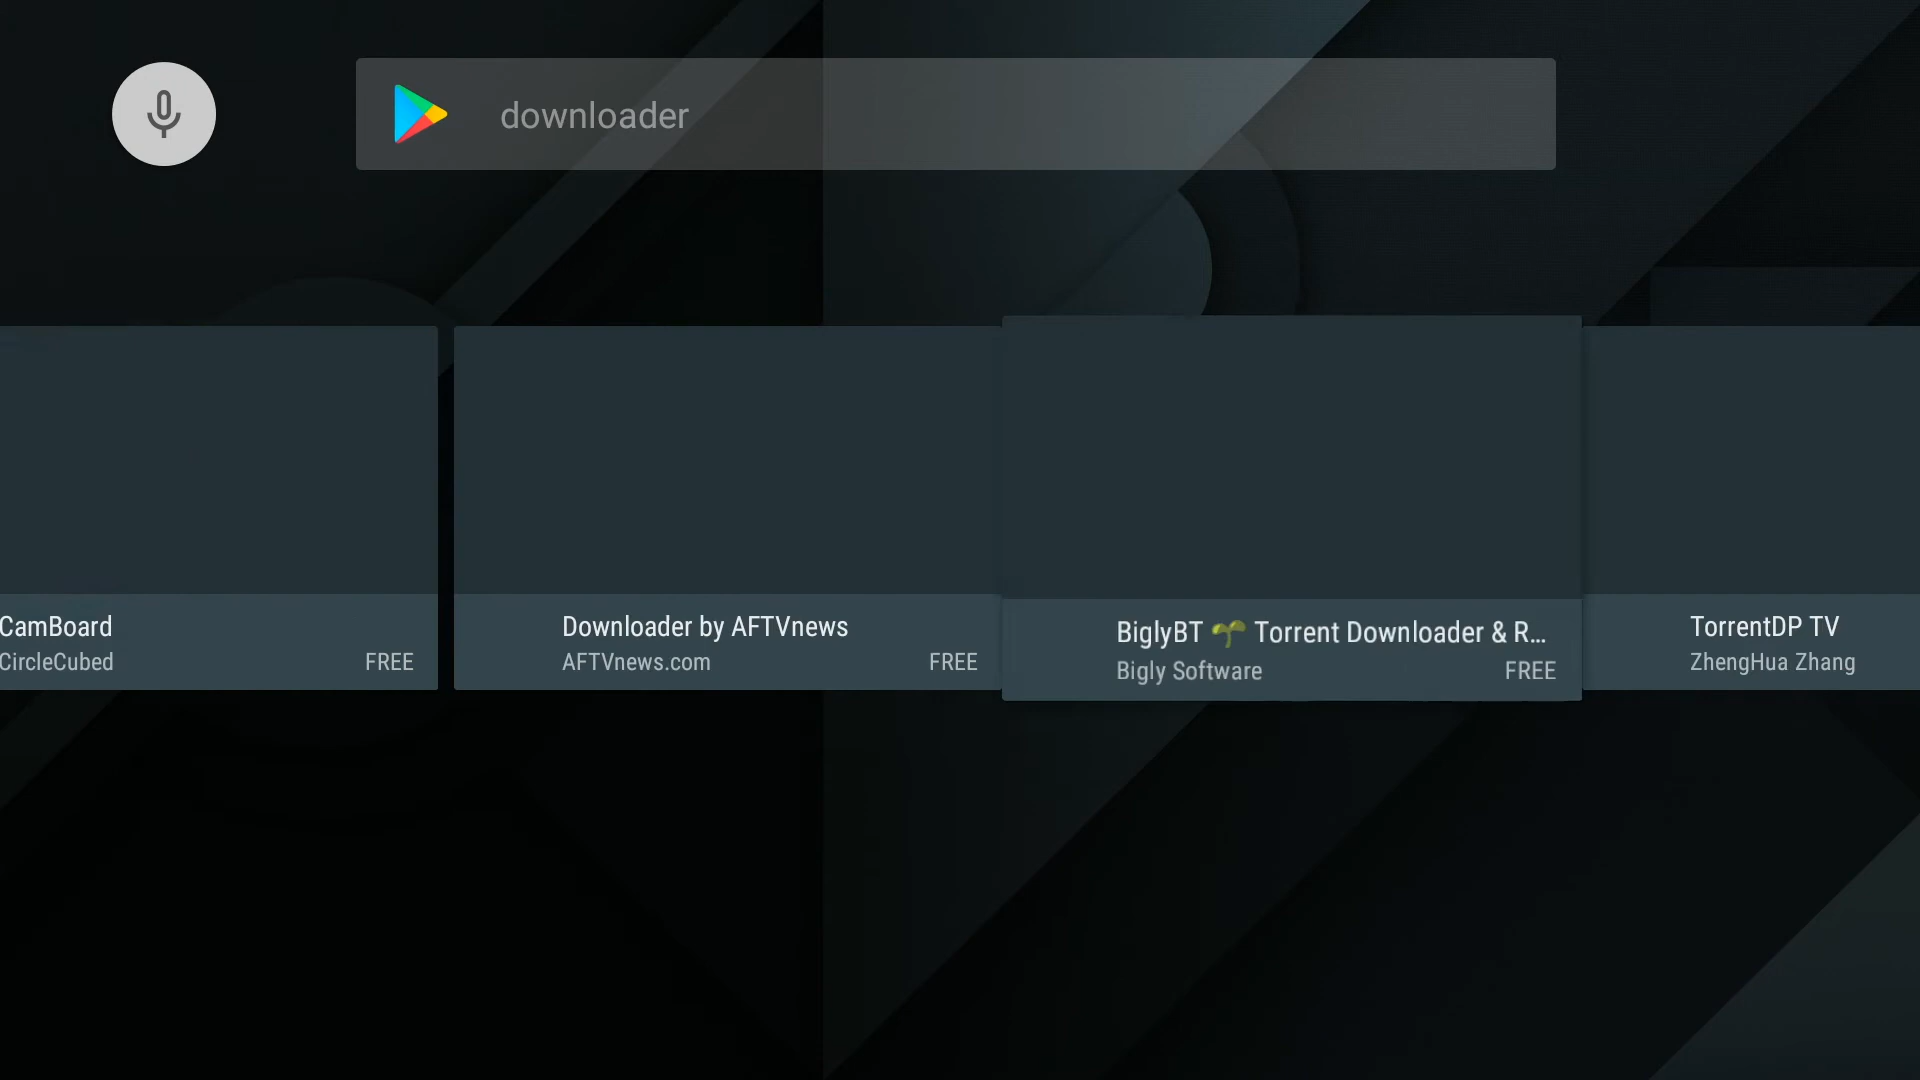 downloader
CamBoard
CircleCubed FREE
Downloader by AFTVnews
AFTVnews.com FREE
BiglyBT 🌱 Torrent Downloader & R...
Bigly Software FREE
TorrentDP TV
ZhengHua Zhang